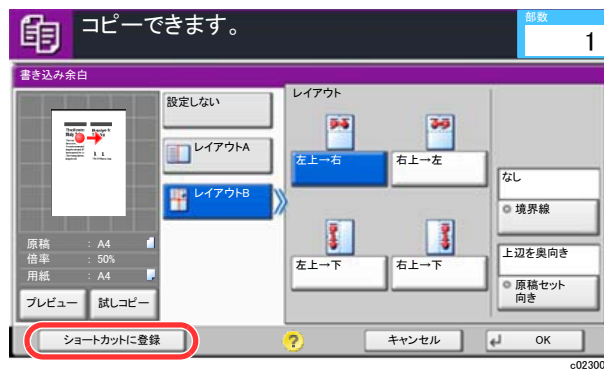 コピーできます。
部数
1
書き込み余白
設定しない
レイアウトA
レイアウトB
レイアウト
左上→右
右上→左
左上→下
右上→下
なし
境界線
上辺を奥向き
原稿セット
向き
原稿 : A4
倍率 : 50%
用紙 : A4
プレビュー
試しコピー
ショートカットに登録
?
キャンセル
OK
c02300